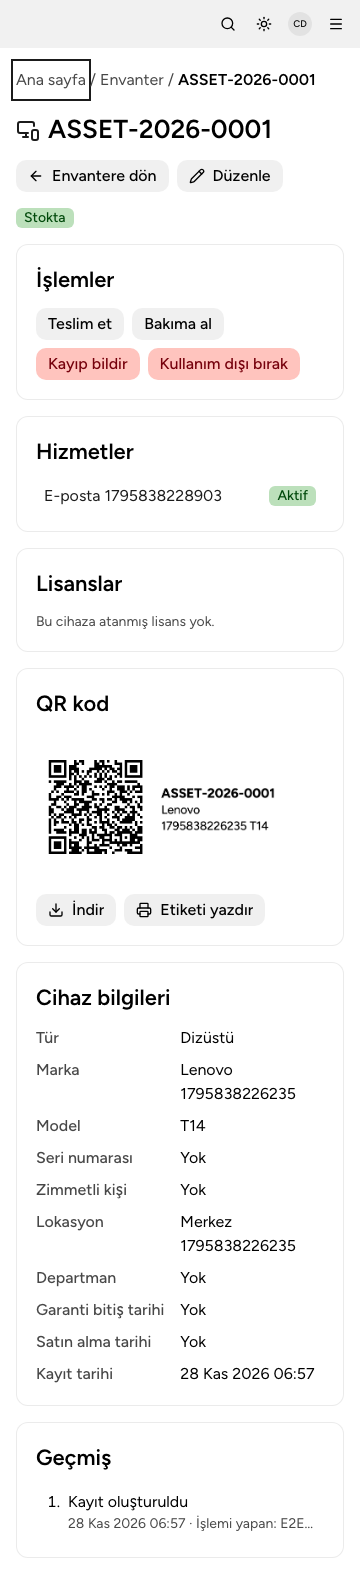 CD
Ana sayfa / Envanter / ASSET-2026-0001
ASSET-2026-0001
Envantere dön
Düzenle
Stokta
İşlemler
Teslim et
Bakıma al
Kayıp bildir
Kullanım dışı bırak
Hizmetler
E-posta 1795838228903
Aktif
Lisanslar
Bu cihaza atanmış lisans yok.
QR kod
ASSET-2026-0001
Lenovo
1795838226235 T14
İndir
Etiketi yazdır
Cihaz bilgileri
Tür Dizüstü
Marka Lenovo
1795838226235
Model T14
Seri numarası Yok
Zimmetli kişi Yok
Lokasyon Merkez
1795838226235
Departman Yok
Garanti bitiş tarihi Yok
Satın alma tarihi Yok
Kayıt tarihi 28 Kas 2026 06:57
Geçmiş
1. Kayıt oluşturuldu
28 Kas 2026 06:57 · İşlemi yapan: E2E...